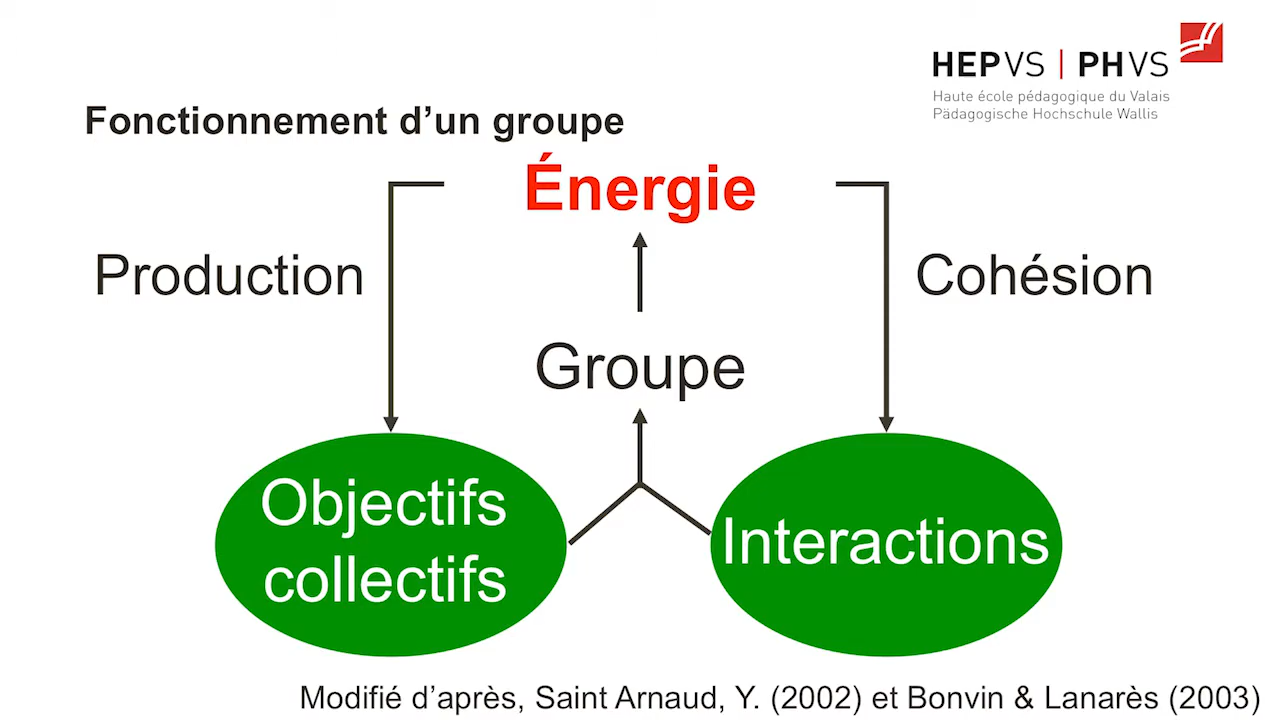 HEPVS | PHVS
Haute école pédagogique du Valais
Pädagogische Hochschule Wallis
Fonctionnement d’un groupe
Énergie
Production
Cohésion
Groupe
Objectifs
collectifs
Interactions
Modifié d’après, Saint Arnaud, Y. (2002) et Bonvin & Lanarès (2003)